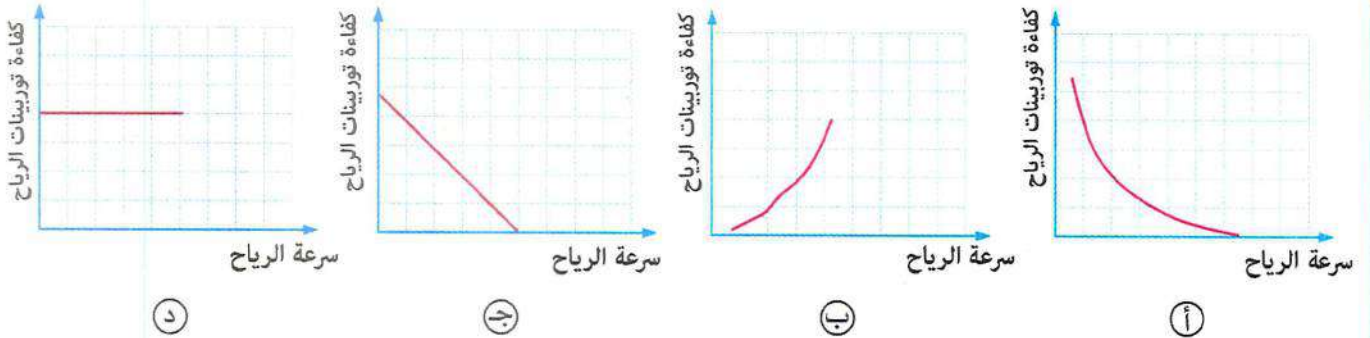 كفاءة توربينات الرياح
سرعة الرياح
أ
كفاءة توربينات الرياح
سرعة الرياح
ب
كفاءة توربينات الرياح
سرعة الرياح
جـ
كفاءة توربينات الرياح
سرعة الرياح
د